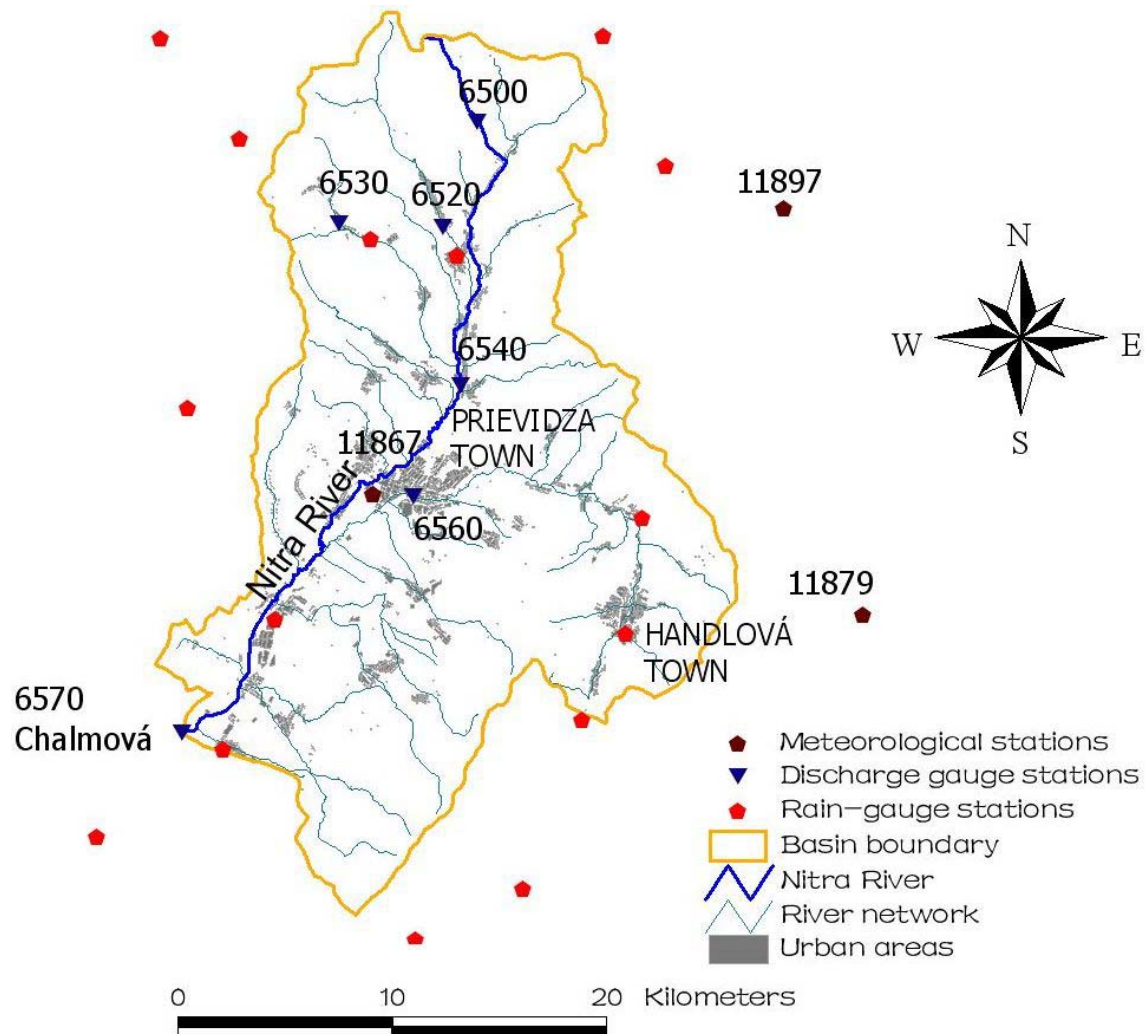 6500
11897
6530
6520
N
W
E
S
6540
PRIEVIDZA
TOWN
11867
Nitra River
6560
11879
HANDLOVÁ
TOWN
6570
Chalmová
Meteorological stations
Discharge gauge stations
Rain-gauge stations
Basin boundary
Nitra River
River network
Urban areas
0 10 20 Kilometers